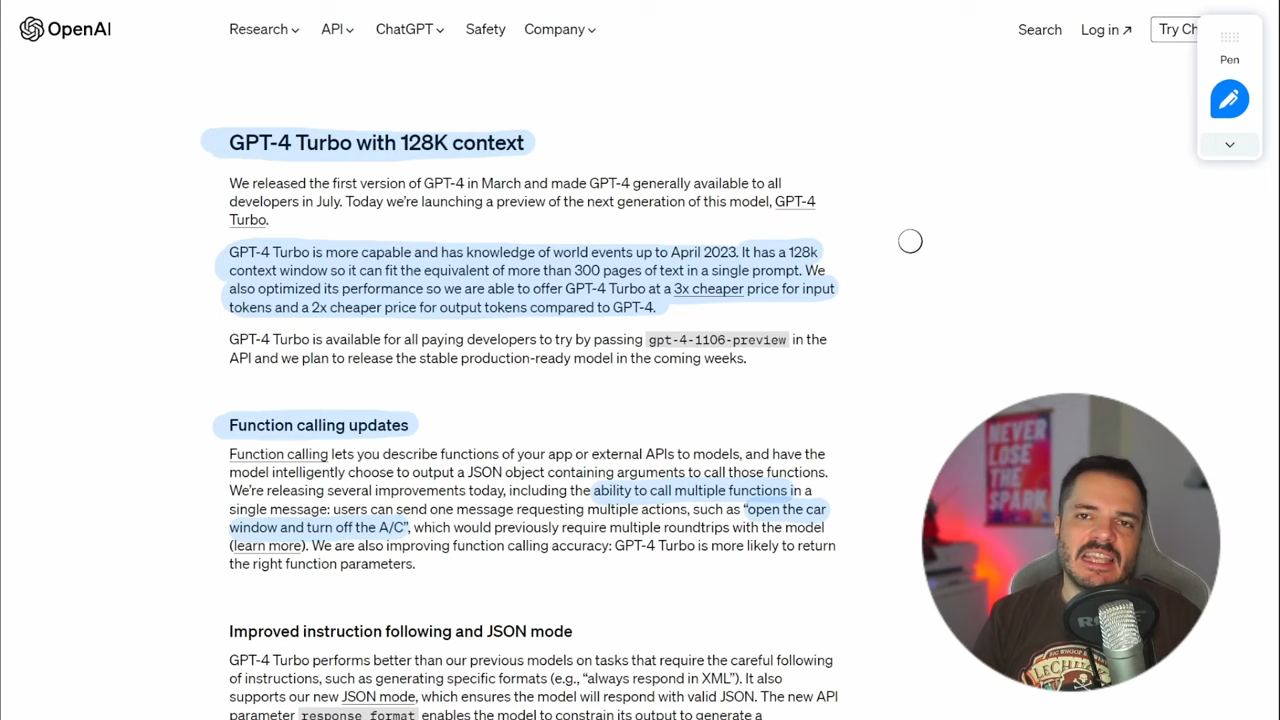 OpenAI
Research API ChatGPT Safety Company Search Log in ↗ Try Ch
Pen
GPT-4 Turbo with 128K context
We released the first version of GPT-4 in March and made GPT-4 generally available to all
developers in July. Today we're launching a preview of the next generation of this model, GPT-4
Turbo.
GPT-4 Turbo is more capable and has knowledge of world events up to April 2023. It has a 128k
context window so it can fit the equivalent of more than 300 pages of text in a single prompt. We
also optimized its performance so we are able to offer GPT-4 Turbo at a 3x cheaper price for input
tokens and a 2x cheaper price for output tokens compared to GPT-4.
GPT-4 Turbo is available for all paying developers to try by passing gpt-4-1106-preview in the
API and we plan to release the stable production-ready model in the coming weeks.
Function calling updates
Function calling lets you describe functions of your app or external APIs to models, and have the
model intelligently choose to output a JSON object containing arguments to call those functions.
We're releasing several improvements today, including the ability to call multiple functions in a
single message: users can send one message requesting multiple actions, such as “open the car
window and turn off the A/C”, which would previously require multiple roundtrips with the model
(learn more). We are also improving function calling accuracy: GPT-4 Turbo is more likely to return
the right function parameters.
Improved instruction following and JSON mode
GPT-4 Turbo performs better than our previous models on tasks that require the careful following
of instructions, such as generating specific formats (e.g., “always respond in XML”). It also
supports our new JSON mode, which ensures the model will respond with valid JSON. The new API
parameter response_format enables the model to constrain its output to generate a
NEVER
LOSE
THE
SPARK